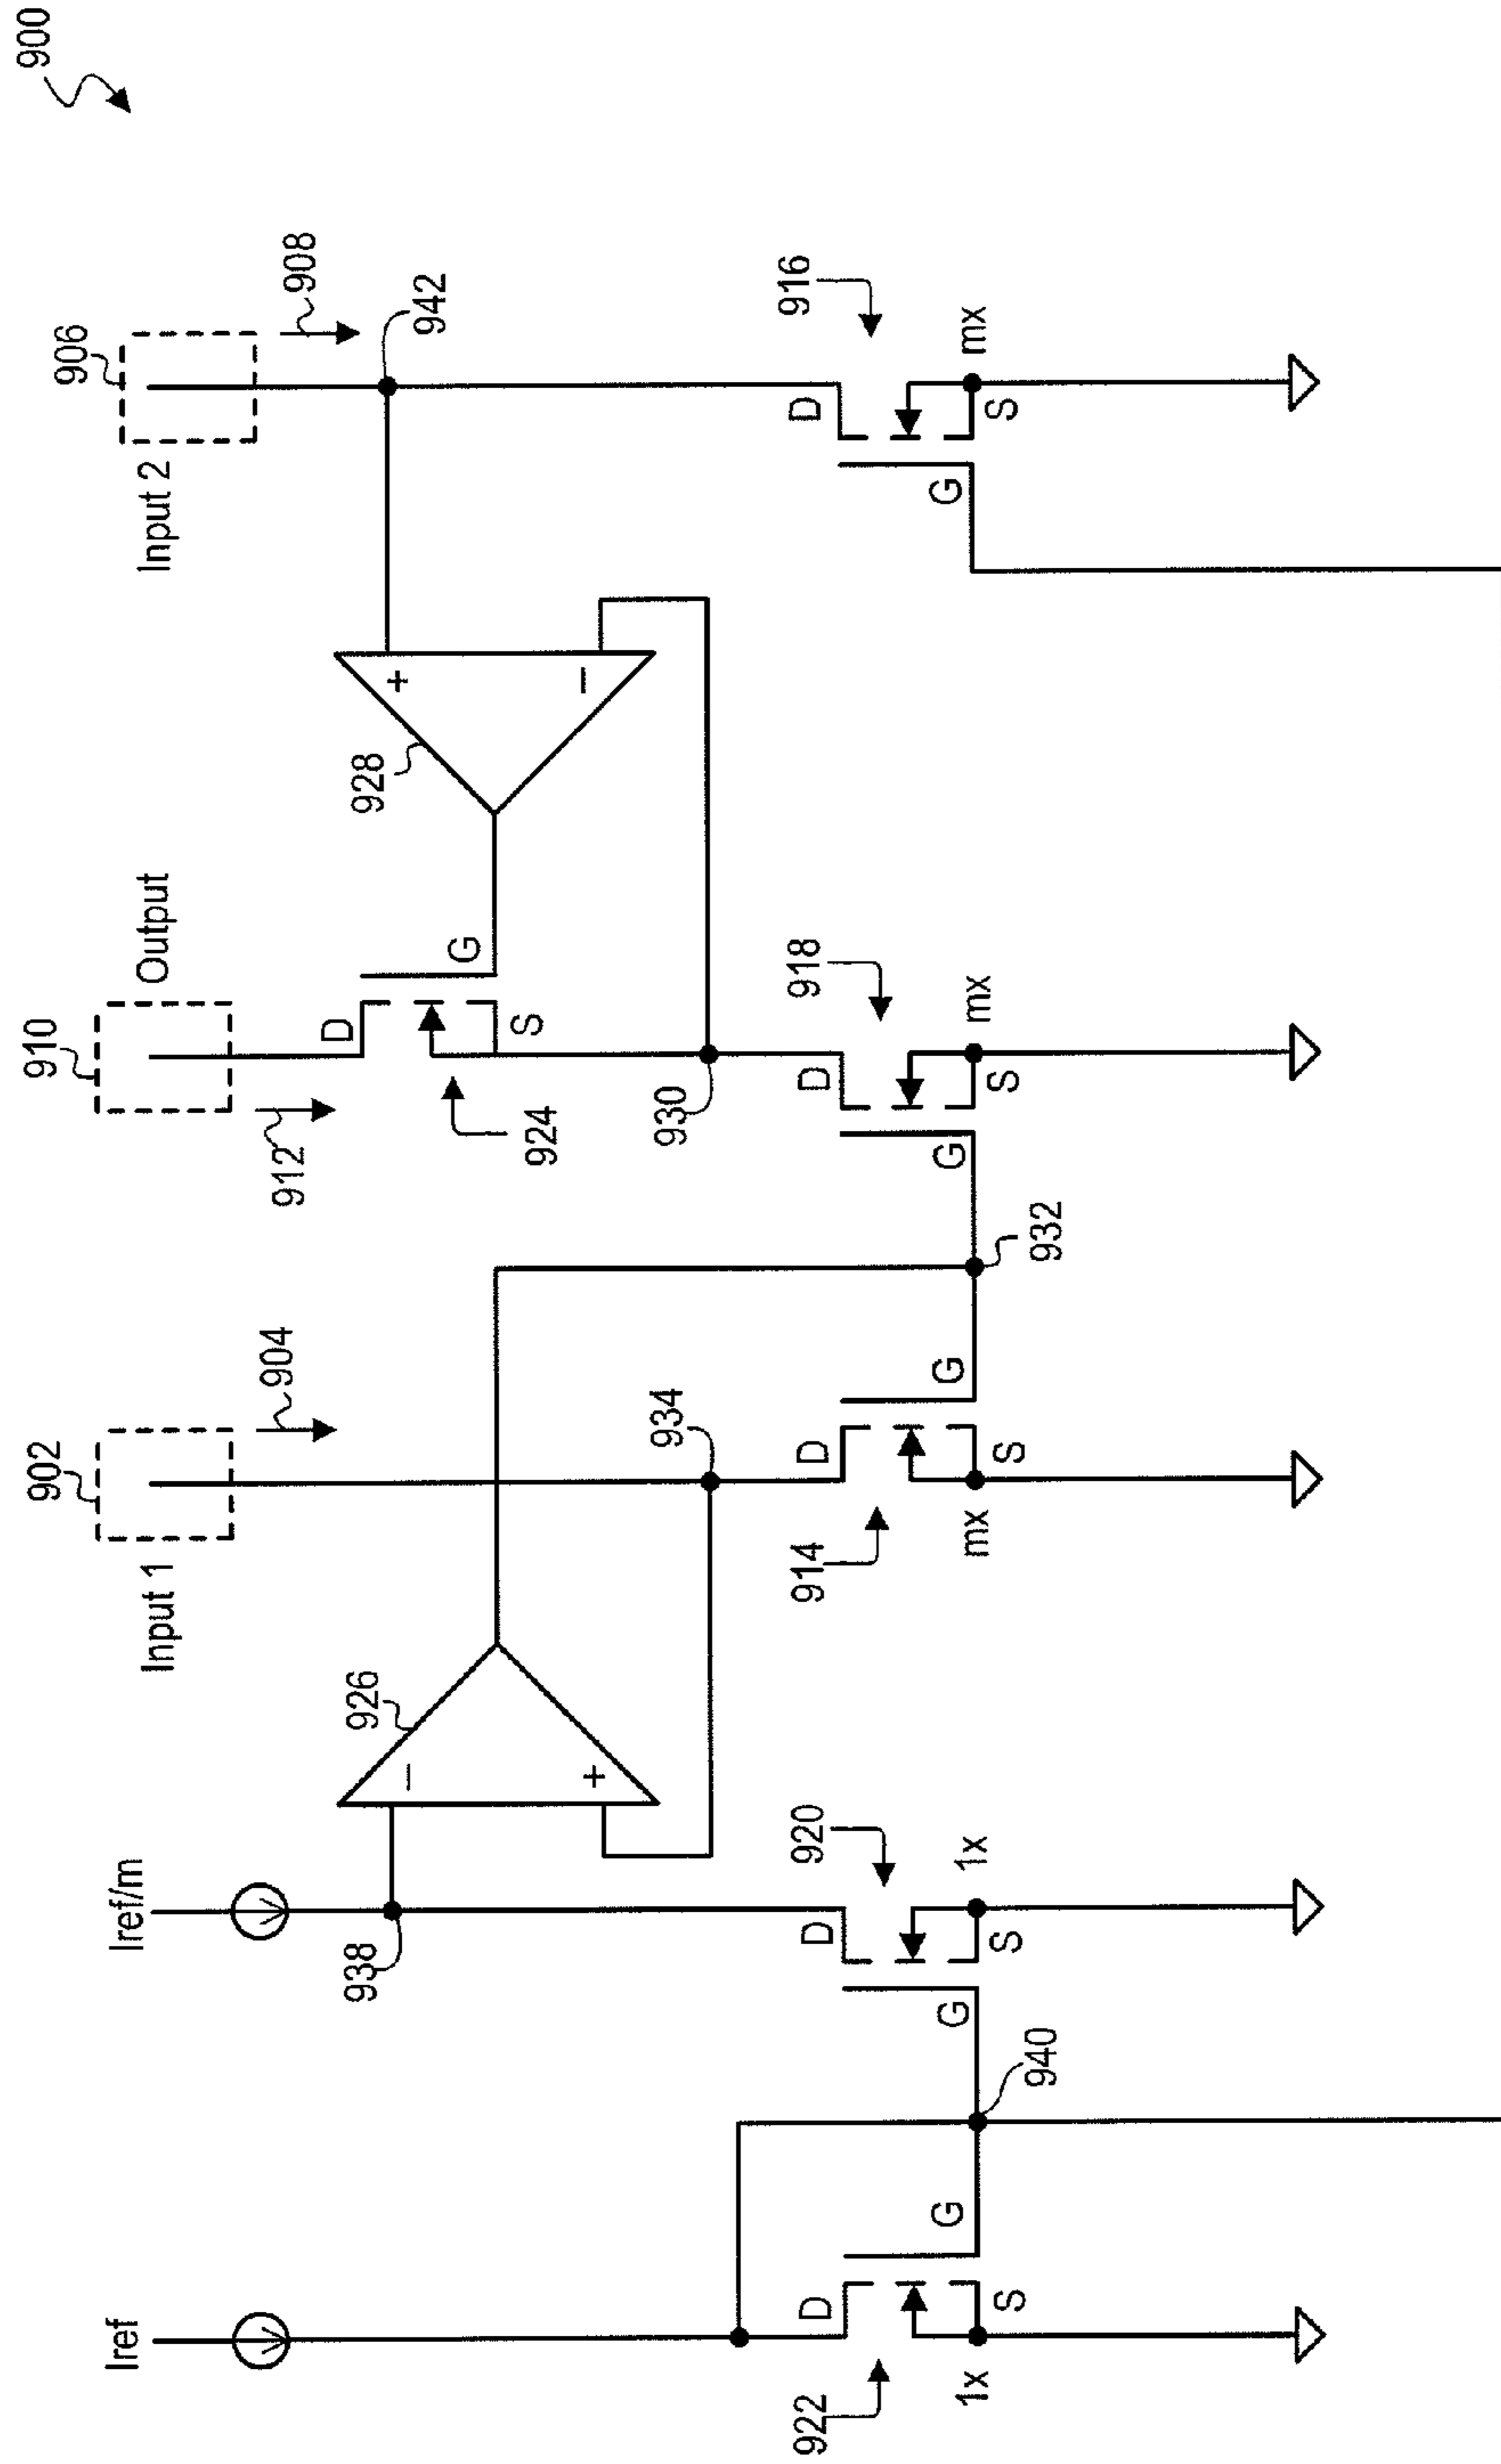 900
906
908
Input 2
942
916
D
G
S
mx
+
−
928
910
Output
912
D
G
S
924
930
918
D
G
S
mx
932
902
904
Input 1
934
914
D
G
S
mx
926
−
+
Iref/m
938
920
D
G
S
1x
940
Iref
922
D
G
S
1x